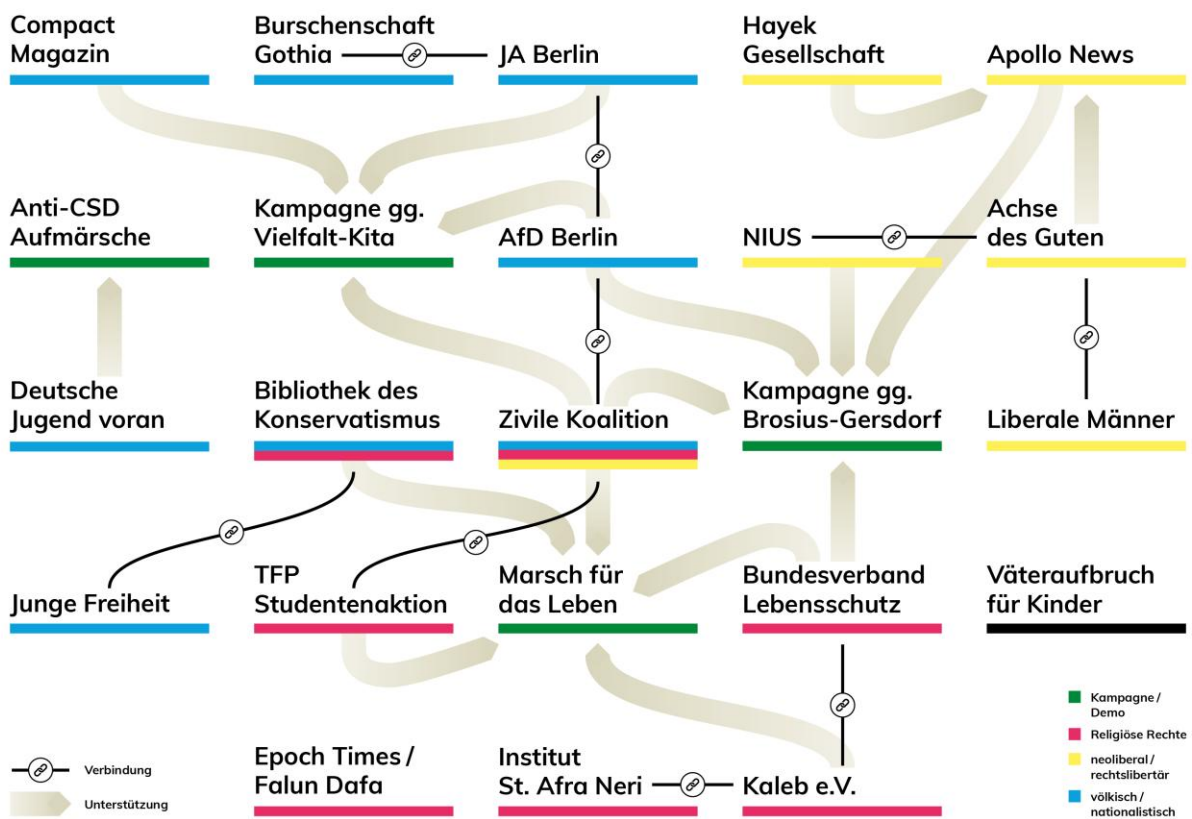 Compact
Magazin
Burschenschaft
Gothia
JA Berlin
Hayek
Gesellschaft
Apollo News
Anti-CSD
Aufmärsche
Kampagne gg.
Vielfalt-Kita
AfD Berlin
NIUS
Achse
des Guten
Deutsche
Jugend voran
Bibliothek des
Konservatismus
Zivile Koalition
Kampagne gg.
Brosius-Gersdorf
Liberale Männer
Junge Freiheit
TFP
Studentenaktion
Marsch für
das Leben
Bundesverband
Lebensschutz
Väteraufbruch
für Kinder
Epoch Times /
Falun Dafa
Institut
St. Afra Neri
Kaleb e.V.
Verbindung
Unterstützung
Kampagne /
Demo
Religiöse Rechte
neoliberal /
rechtslibertär
völkisch /
nationalistisch